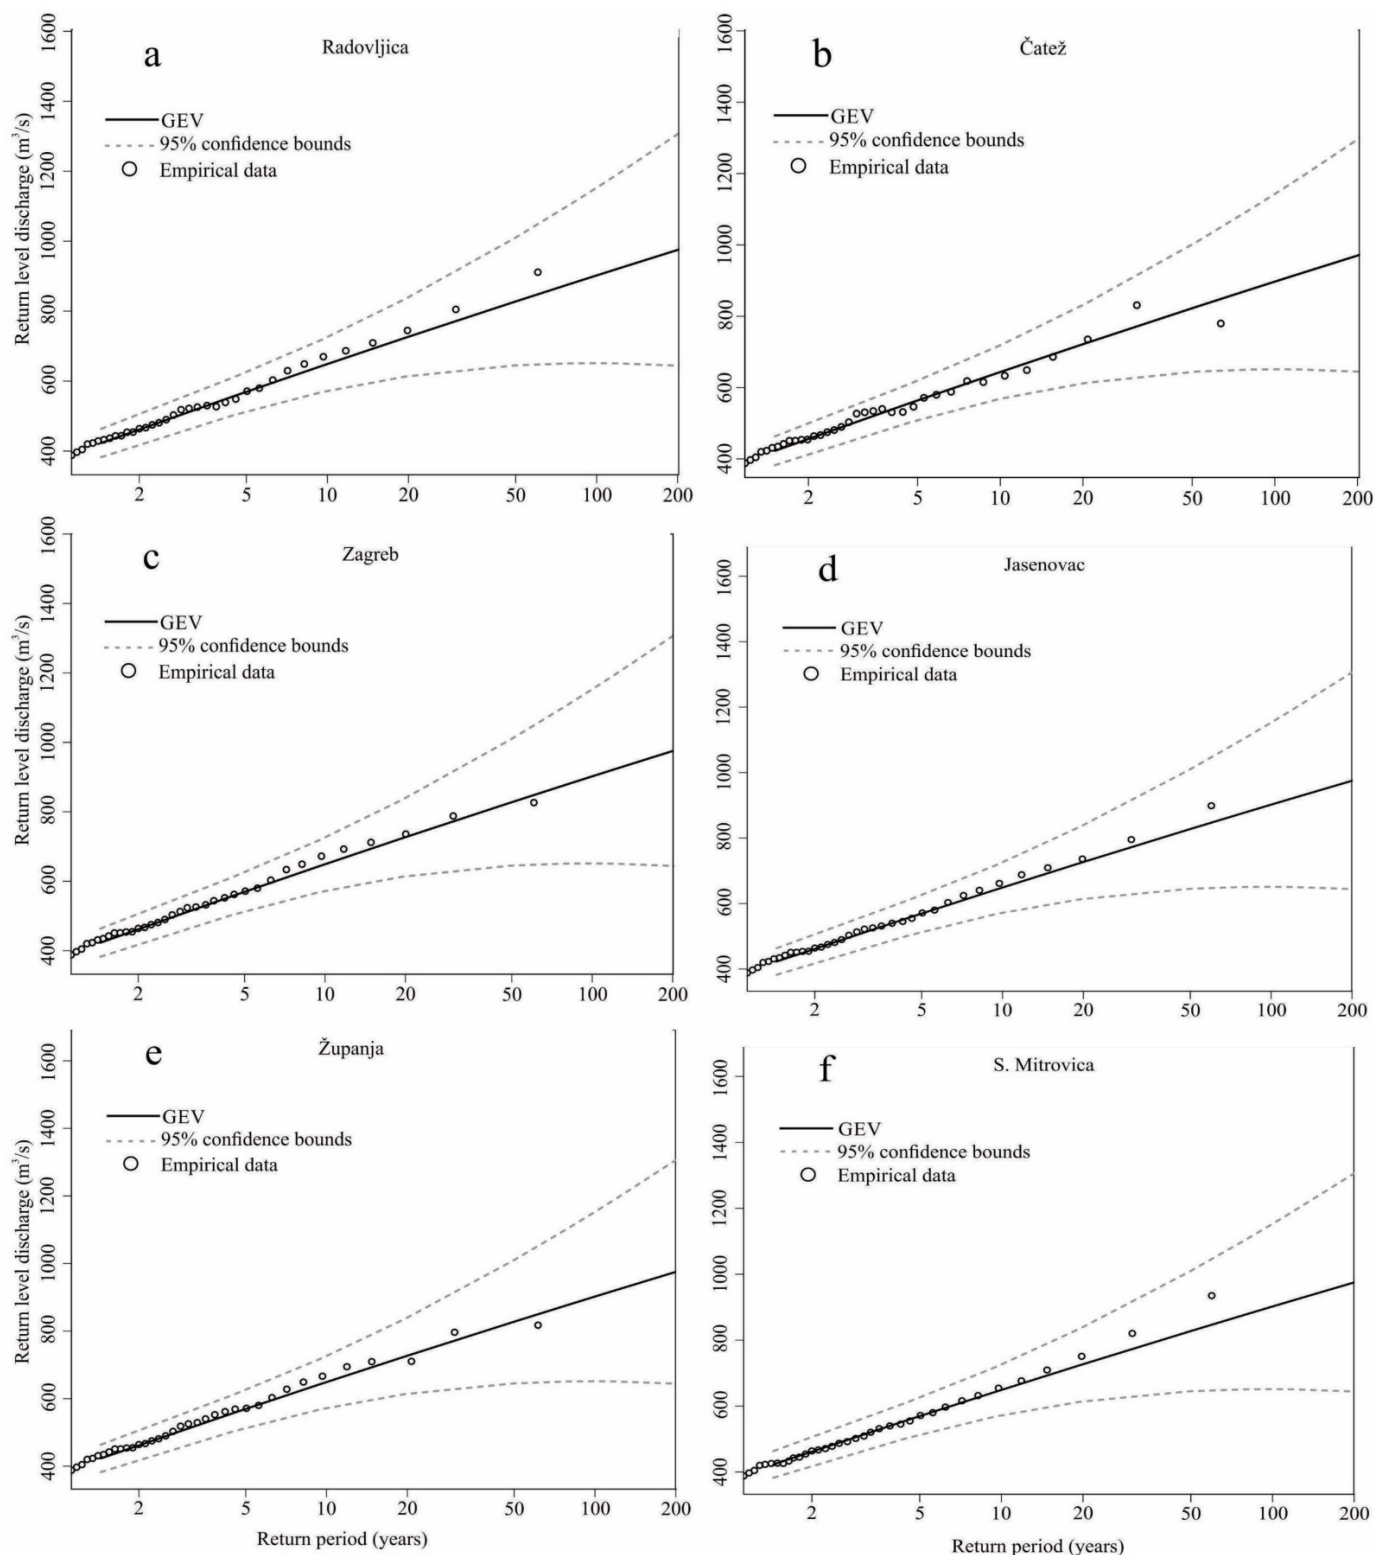 a
Radovljica
Return level discharge (m³/s)
1600
1400
1200
1000
800
600
400
GEV
95% confidence bounds
Empirical data
2 5 10 20 50 100 200
b
Čatež
1600
1400
1200
1000
800
600
400
GEV
95% confidence bounds
Empirical data
2 5 10 20 50 100 200
c
Zagreb
Return level discharge (m³/s)
1600
1400
1200
1000
800
600
400
GEV
95% confidence bounds
Empirical data
2 5 10 20 50 100 200
d
Jasenovac
1600
1400
1200
1000
800
600
400
GEV
95% confidence bounds
Empirical data
2 5 10 20 50 100 200
e
Županja
Return level discharge (m³/s)
1600
1400
1200
1000
800
600
400
GEV
95% confidence bounds
Empirical data
2 5 10 20 50 100 200
Return period (years)
f
S. Mitrovica
1600
1400
1200
1000
800
600
400
GEV
95% confidence bounds
Empirical data
2 5 10 20 50 100 200
Return period (years)